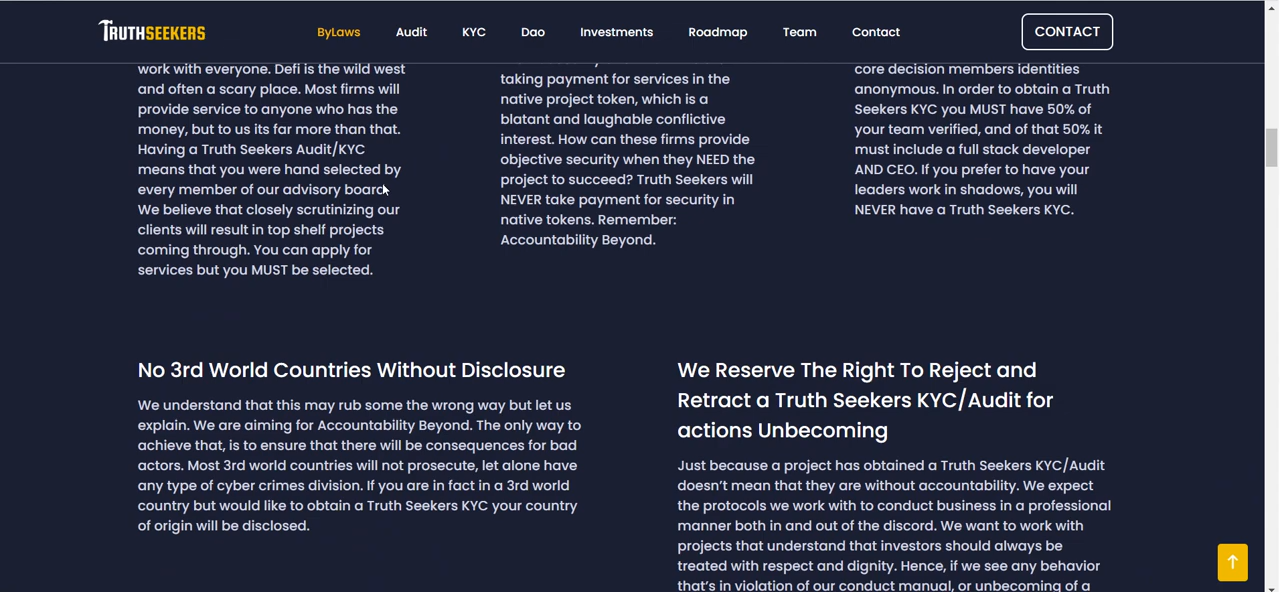 TRUTHSEEKERS
ByLaws
Audit
KYC
Dao
Investments
Roadmap
Team
Contact
CONTACT
work with everyone. Defi is the wild west
and often a scary place. Most firms will
provide service to anyone who has the
money, but to us its far more than that.
Having a Truth Seekers Audit/KYC
means that you were hand selected by
every member of our advisory board.
We believe that closely scrutinizing our
clients will result in top shelf projects
coming through. You can apply for
services but you MUST be selected.
taking payment for services in the
native project token, which is a
blatant and laughable conflictive
interest. How can these firms provide
objective security when they NEED the
project to succeed? Truth Seekers will
NEVER take payment for security in
native tokens. Remember:
Accountability Beyond.
core decision members identities
anonymous. In order to obtain a Truth
Seekers KYC you MUST have 50% of
your team verified, and of that 50% it
must include a full stack developer
AND CEO. If you prefer to have your
leaders work in shadows, you will
NEVER have a Truth Seekers KYC.
No 3rd World Countries Without Disclosure
We understand that this may rub some the wrong way but let us
explain. We are aiming for Accountability Beyond. The only way to
achieve that, is to ensure that there will be consequences for bad
actors. Most 3rd world countries will not prosecute, let alone have
any type of cyber crimes division. If you are in fact in a 3rd world
country but would like to obtain a Truth Seekers KYC your country
of origin will be disclosed.
We Reserve The Right To Reject and
Retract a Truth Seekers KYC/Audit for
actions Unbecoming
Just because a project has obtained a Truth Seekers KYC/Audit
doesn't mean that they are without accountability. We expect
the protocols we work with to conduct business in a professional
manner both in and out of the discord. We want to work with
projects that understand that investors should always be
treated with respect and dignity. Hence, if we see any behavior
that's in violation of our conduct manual, or unbecoming of a